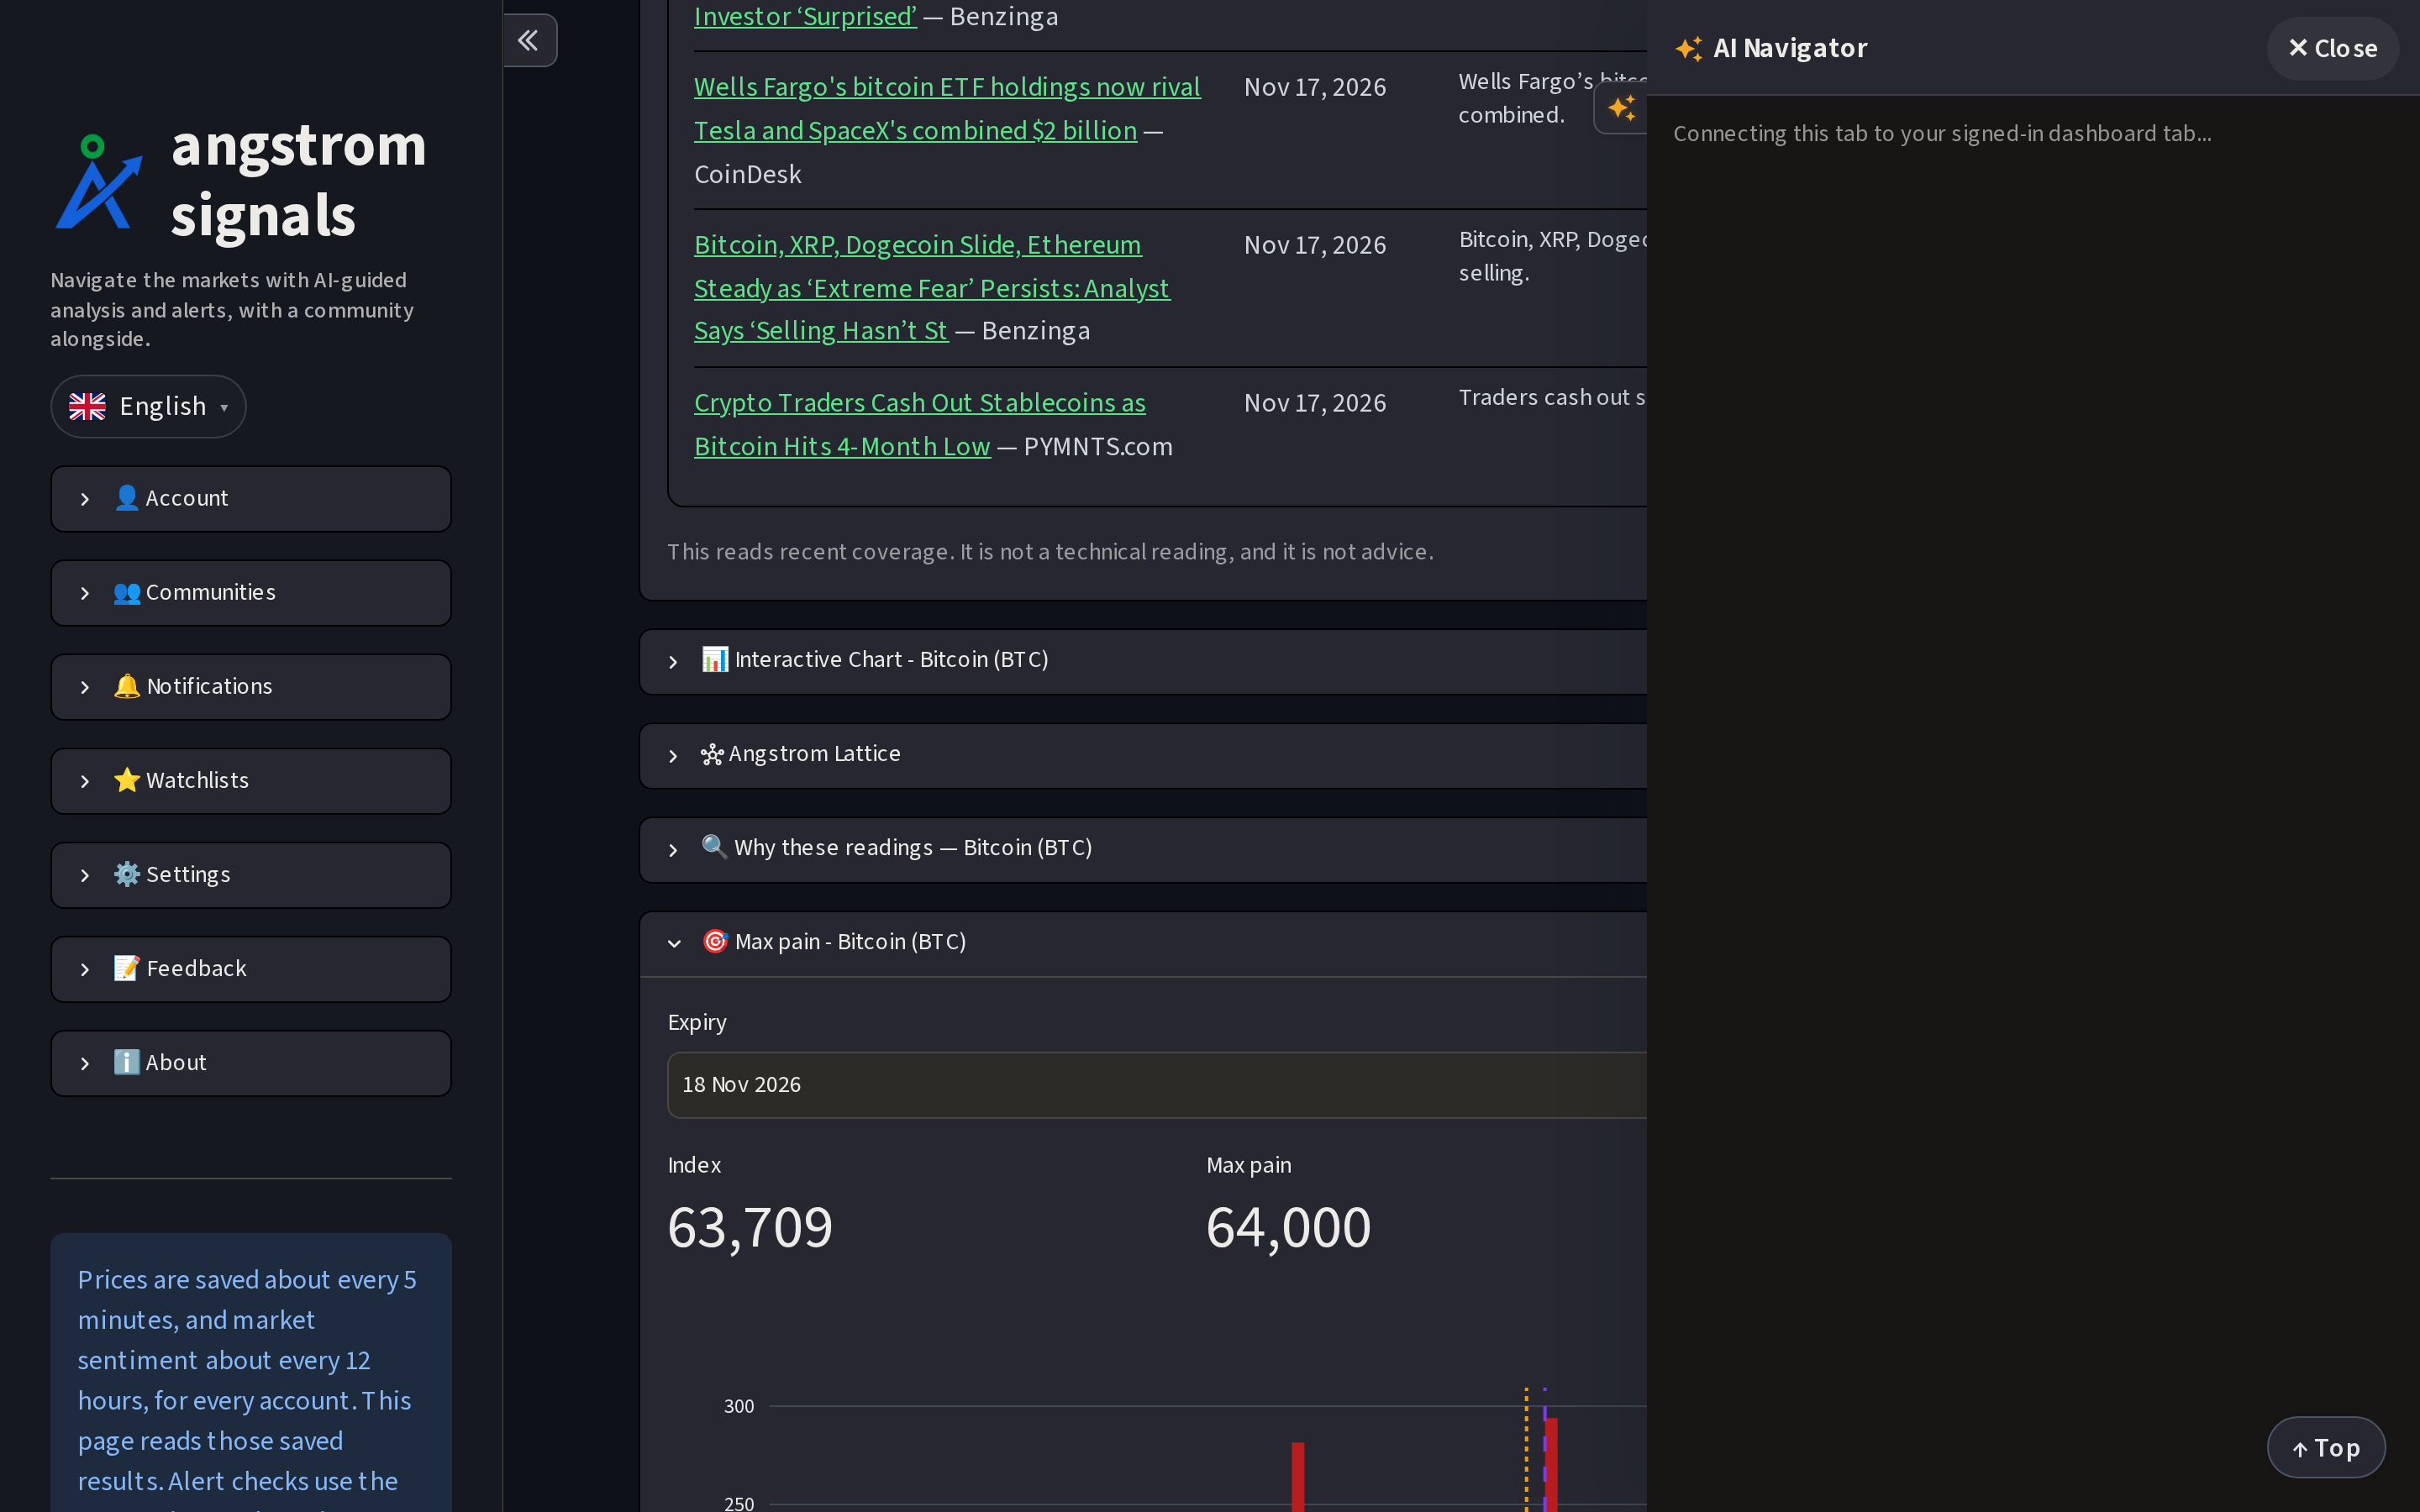 angstrom
signals
Navigate the markets with AI-guided
analysis and alerts, with a community
alongside.
English
Account
Communities
Notifications
Watchlists
Settings
Feedback
About
Prices are saved about every 5
minutes, and market
sentiment about every 12
hours, for every account. This
page reads those saved
results. Alert checks use the
Investor ‘Surprised’ — Benzinga
Wells Fargo's bitcoin ETF holdings now rival
Tesla and SpaceX's combined $2 billion —
CoinDesk
Nov 17, 2026
Wells Fargo’s bitco
combined.
Bitcoin, XRP, Dogecoin Slide, Ethereum
Steady as ‘Extreme Fear’ Persists: Analyst
Says ‘Selling Hasn’t St — Benzinga
Nov 17, 2026
Bitcoin, XRP, Dogec
selling.
Crypto Traders Cash Out Stablecoins as
Bitcoin Hits 4-Month Low — PYMNTS.com
Nov 17, 2026
Traders cash out s
This reads recent coverage. It is not a technical reading, and it is not advice.
Interactive Chart - Bitcoin (BTC)
Angstrom Lattice
Why these readings — Bitcoin (BTC)
Max pain - Bitcoin (BTC)
Expiry
18 Nov 2026
Index
63,709
Max pain
64,000
300
250
AI Navigator
✕ Close
Connecting this tab to your signed-in dashboard tab...
↑ Top